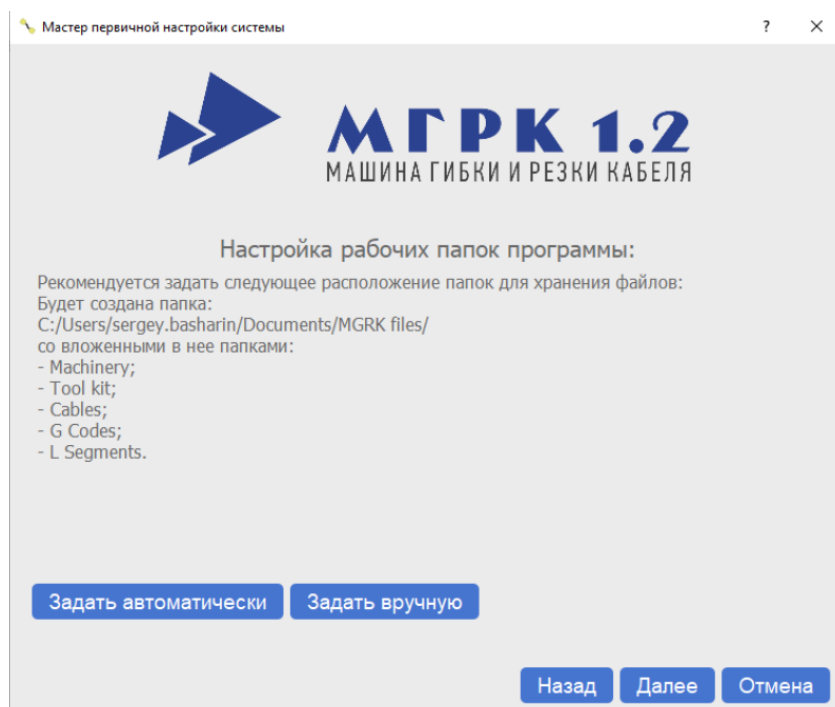 Мастер первичной настройки системы
?
МГРК 1.2
МАШИНА ГИБКИ И РЕЗКИ КАБЕЛЯ
Настройка рабочих папок программы:
Рекомендуется задать следующее расположение папок для хранения файлов:
Будет создана папка:
C:/Users/sergey.basharin/Documents/MGRK files/
со вложенными в нее папками:
- Machinery;
- Tool kit;
- Cables;
- G Codes;
- L Segments.
Задать автоматически Задать вручную
Назад Далее Отмена